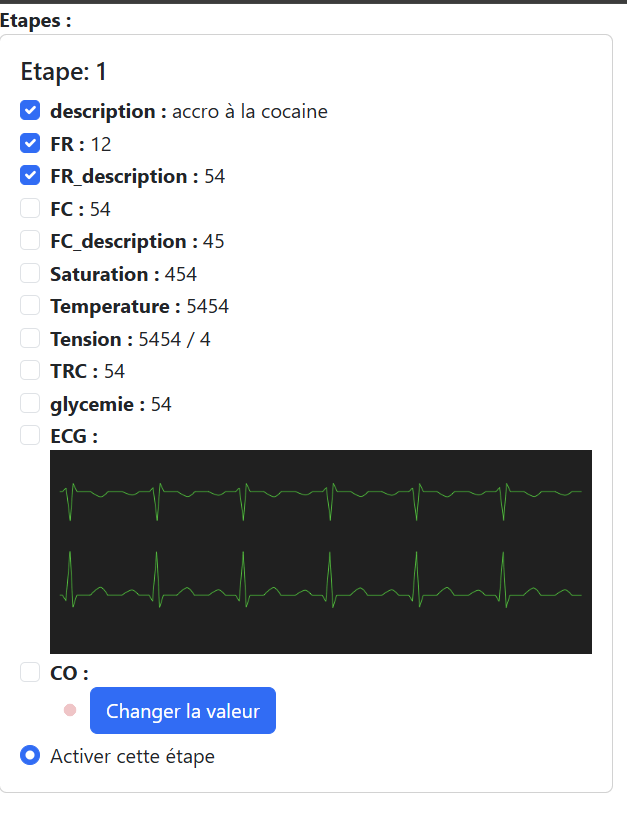 Etapes :
Etape: 1
description : accro à la cocaine
FR : 12
FR_description : 54
FC : 54
FC_description : 45
Saturation : 454
Temperature : 5454
Tension : 5454 / 4
TRC : 54
glycemie : 54
ECG :
CO :
Changer la valeur
Activer cette étape